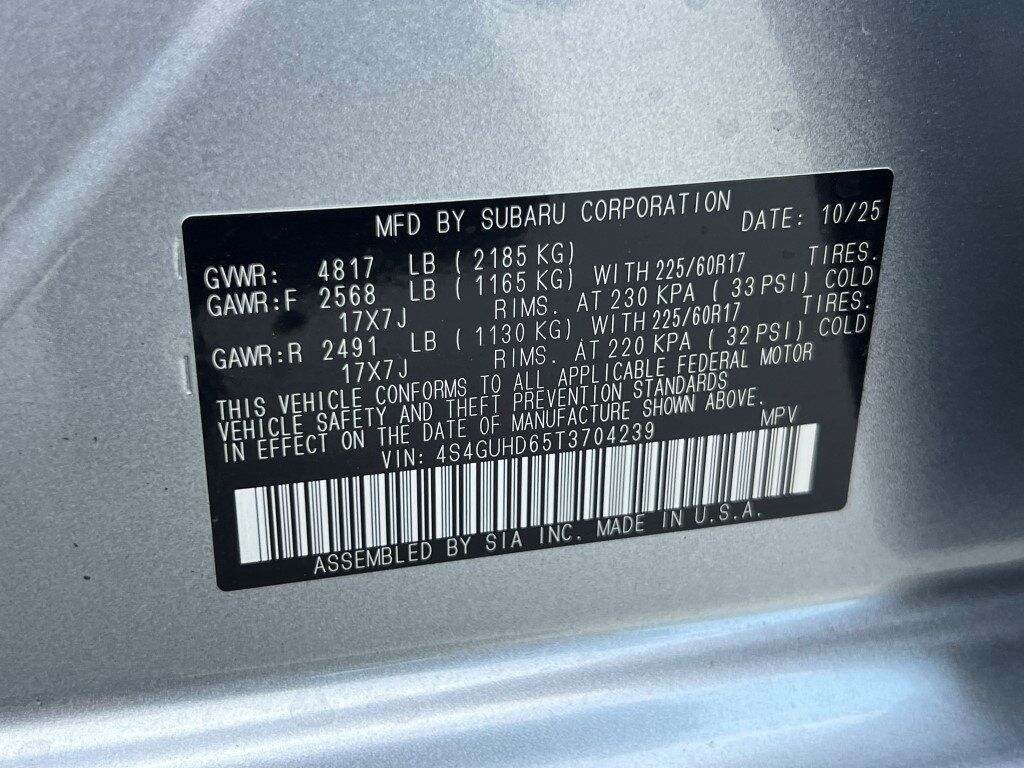 MFD BY SUBARU CORPORATION DATE: 10/25
GVWR: 4817 LB ( 2185 KG)
GAWR:F 2568 LB ( 1165 KG) WITH 225/60R17 TIRES.
17X7J RIMS. AT 230 KPA ( 33 PSI) COLD
GAWR:R 2491 LB ( 1130 KG) WITH 225/60R17 TIRES.
17X7J RIMS. AT 220 KPA ( 32 PSI) COLD
THIS VEHICLE CONFORMS TO ALL APPLICABLE FEDERAL MOTOR
VEHICLE SAFETY AND THEFT PREVENTION STANDARDS
IN EFFECT ON THE DATE OF MANUFACTURE SHOWN ABOVE.
VIN: 4S4GUHD65T3704239 MPV
ASSEMBLED BY SIA INC. MADE IN U.S.A.